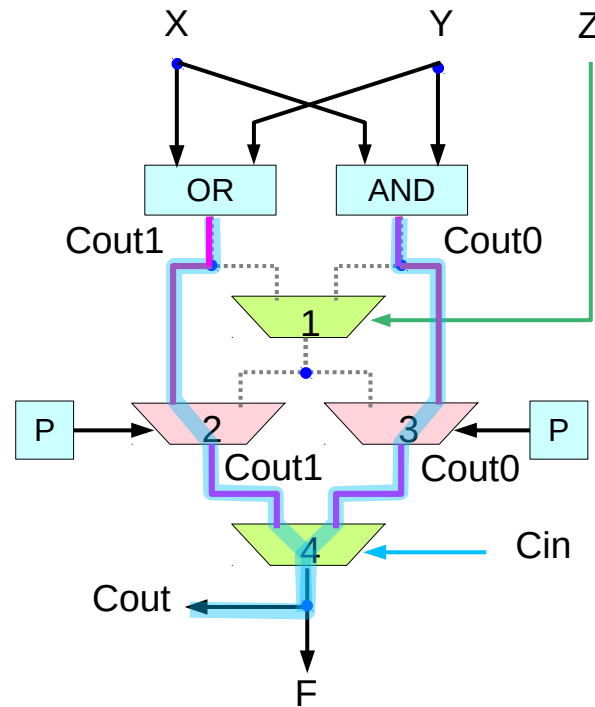 X Y Z
OR AND
Cout1 Cout0
1
P 2 3 P
Cout1 Cout0
4 Cin
Cout
F